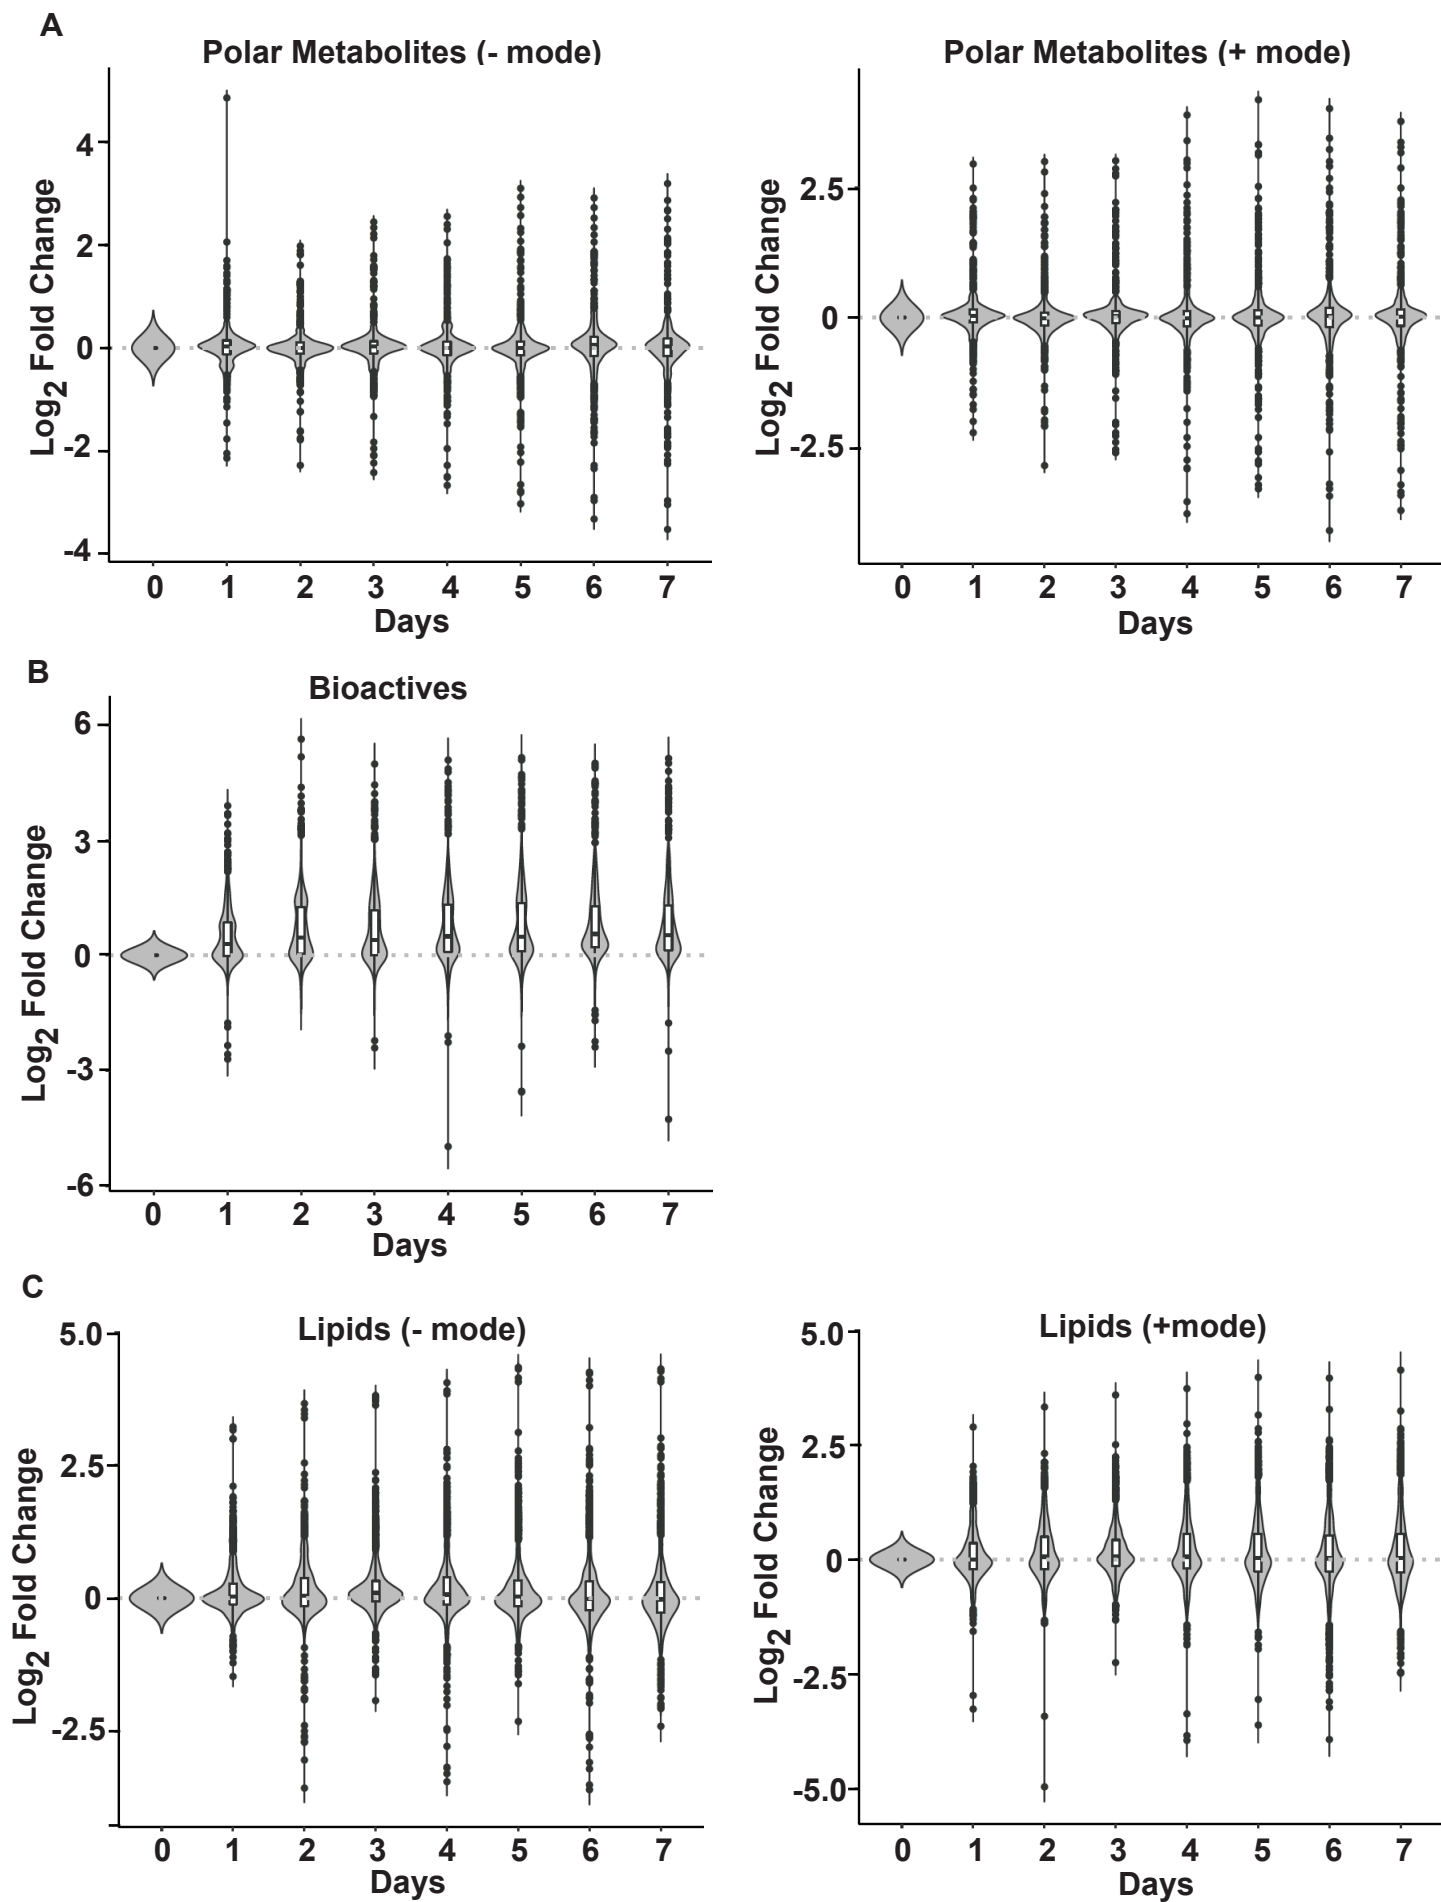 A
Polar Metabolites (- mode)
Log2 Fold Change
4
2
0
-2
-4
0 1 2 3 4 5 6 7
Days
Polar Metabolites (+ mode)
Log2 Fold Change
2.5
0
-2.5
0 1 2 3 4 5 6 7
Days
B
Bioactives
Log2 Fold Change
6
3
0
-3
-6
0 1 2 3 4 5 6 7
Days
C
Lipids (- mode)
Log2 Fold Change
5.0
2.5
0
-2.5
0 1 2 3 4 5 6 7
Days
Lipids (+mode)
Log2 Fold Change
5.0
2.5
0
-2.5
-5.0
0 1 2 3 4 5 6 7
Days